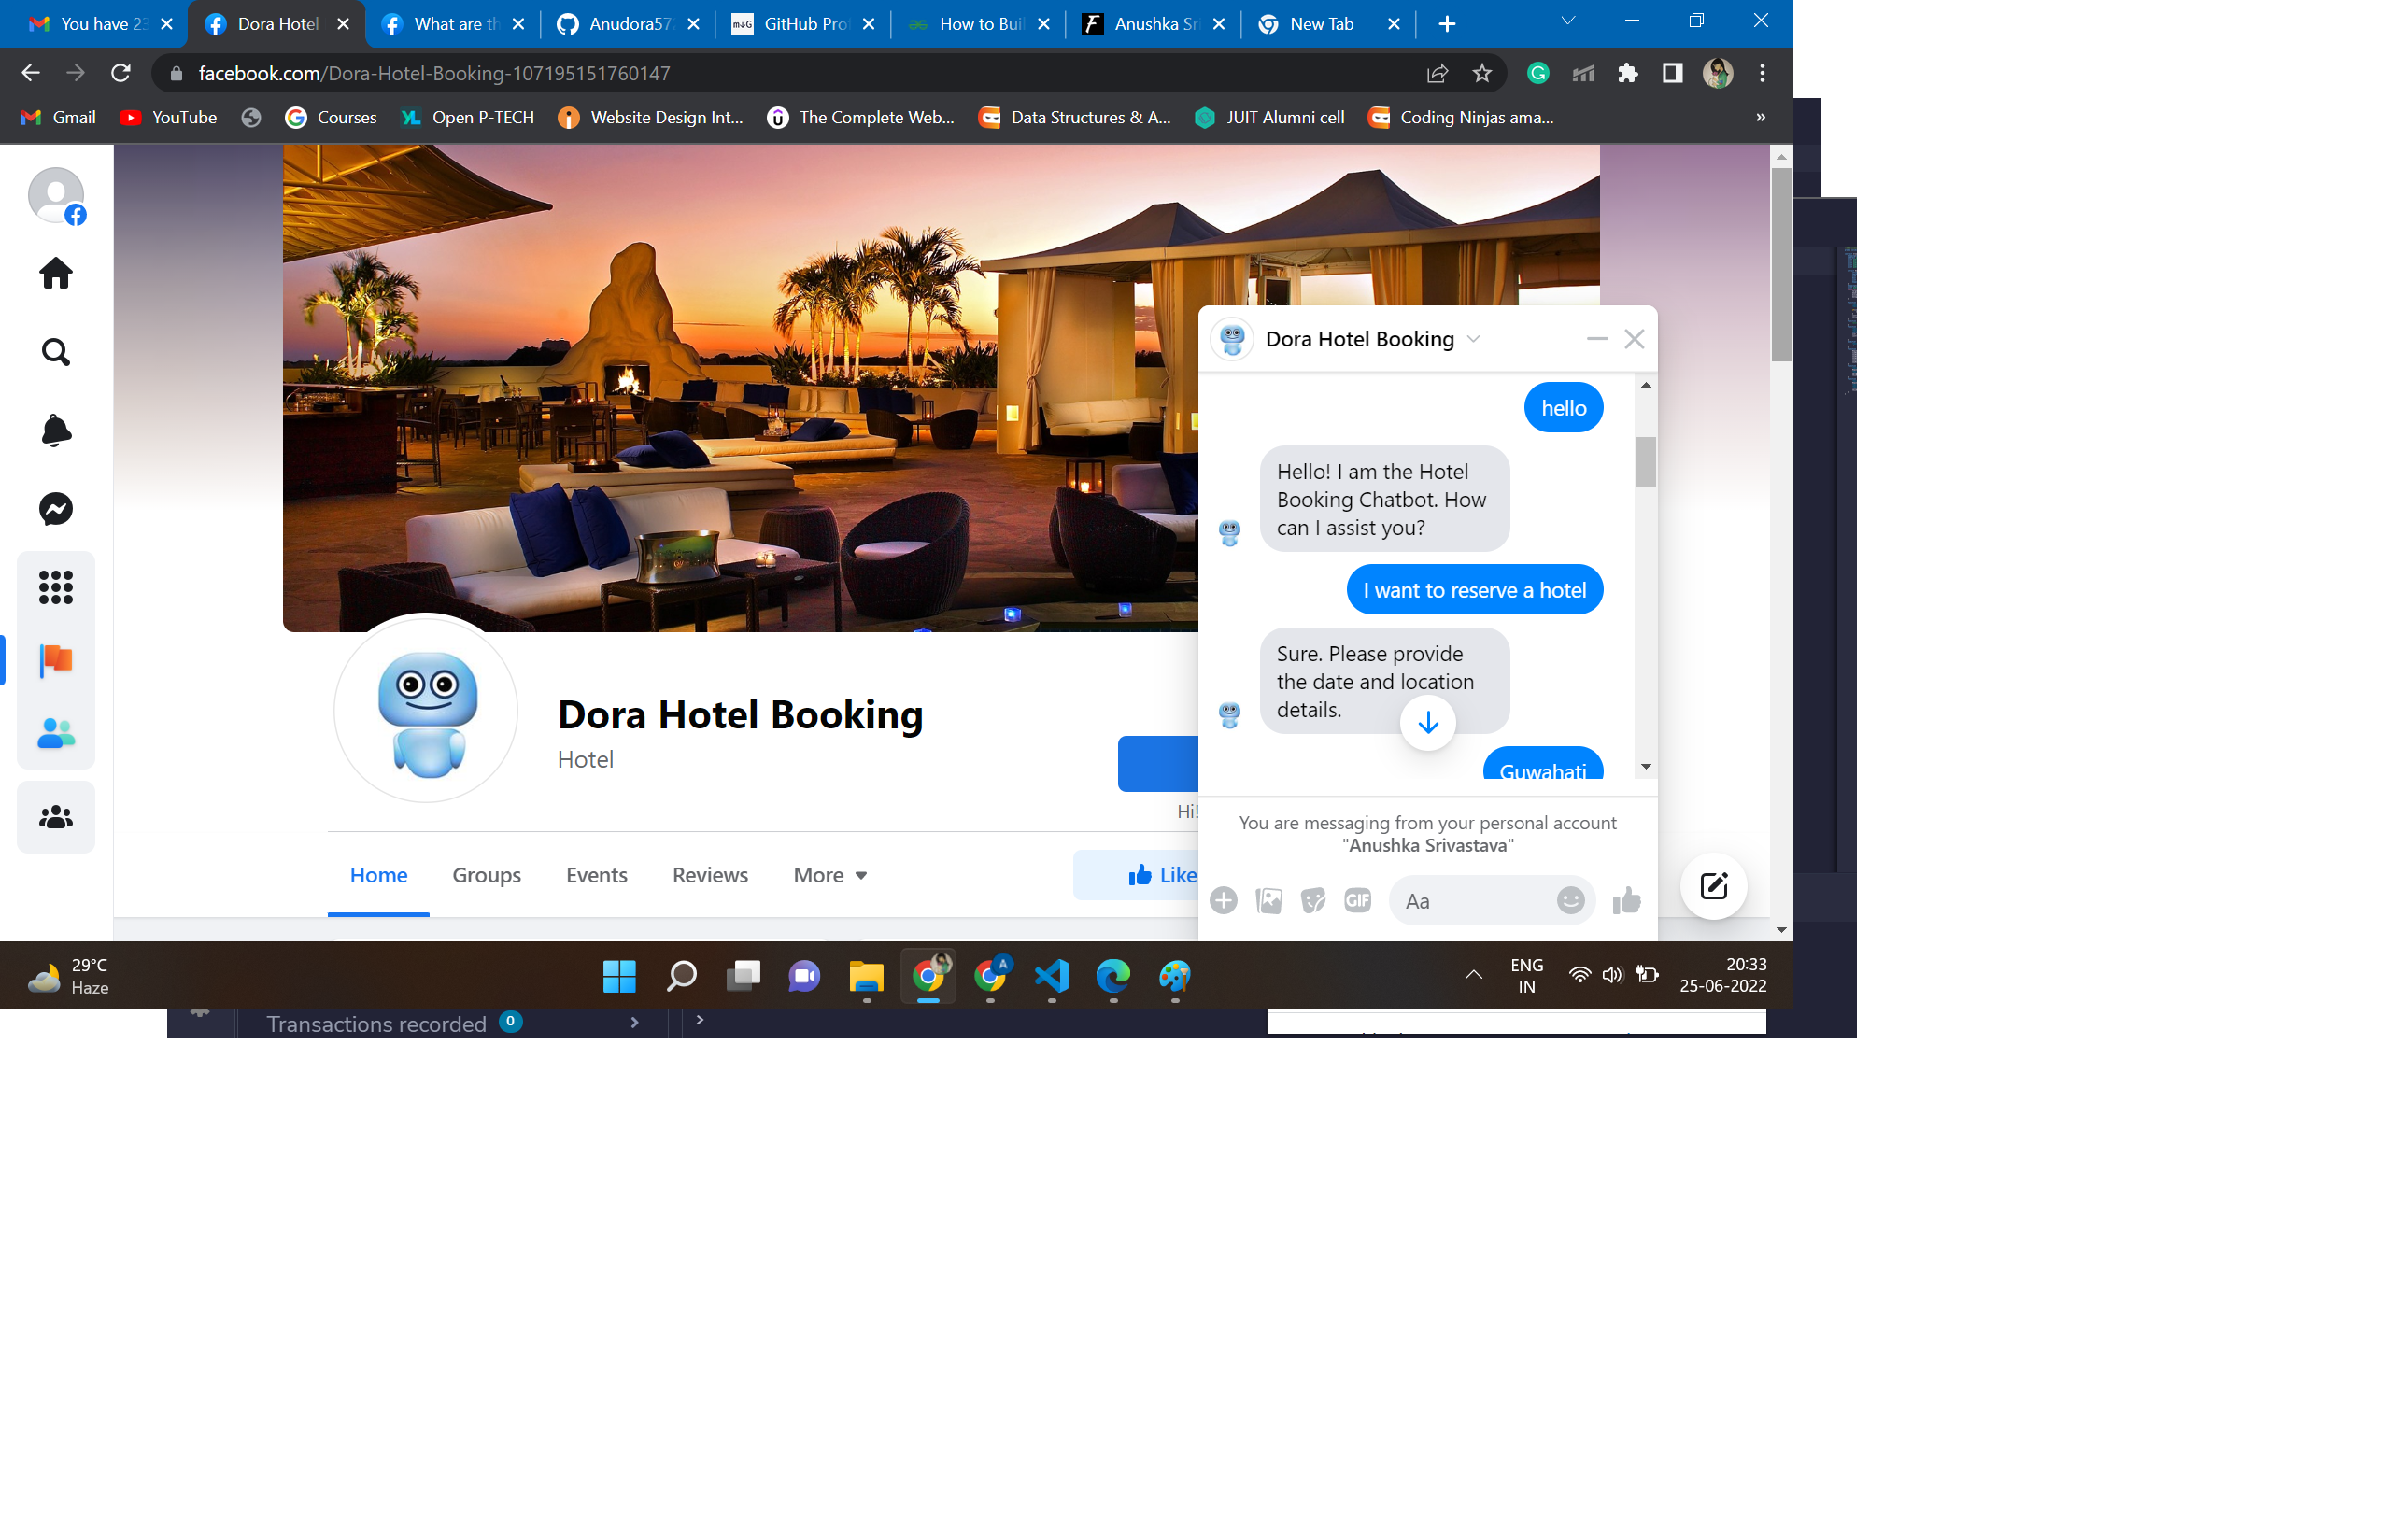 You have 23
Dora Hotel
What are th
Anudora57
GitHub Pro
How to Buil
Anushka Sri
New Tab
facebook.com/Dora-Hotel-Booking-107195151760147
Gmail
YouTube
Courses
Open P-TECH
Website Design Int...
The Complete Web...
Data Structures & A...
JUIT Alumni cell
Coding Ninjas ama...
»
Dora Hotel Booking
Hotel
Hi!
Home
Groups
Events
Reviews
More
Like
Dora Hotel Booking
hello
Hello! I am the Hotel
Booking Chatbot. How
can I assist you?
I want to reserve a hotel
Sure. Please provide
the date and location
details.
Guwahati
You are messaging from your personal account
"Anushka Srivastava"
GIF
Aa
29°C
Haze
ENG
IN
20:33
25-06-2022
Transactions recorded 0